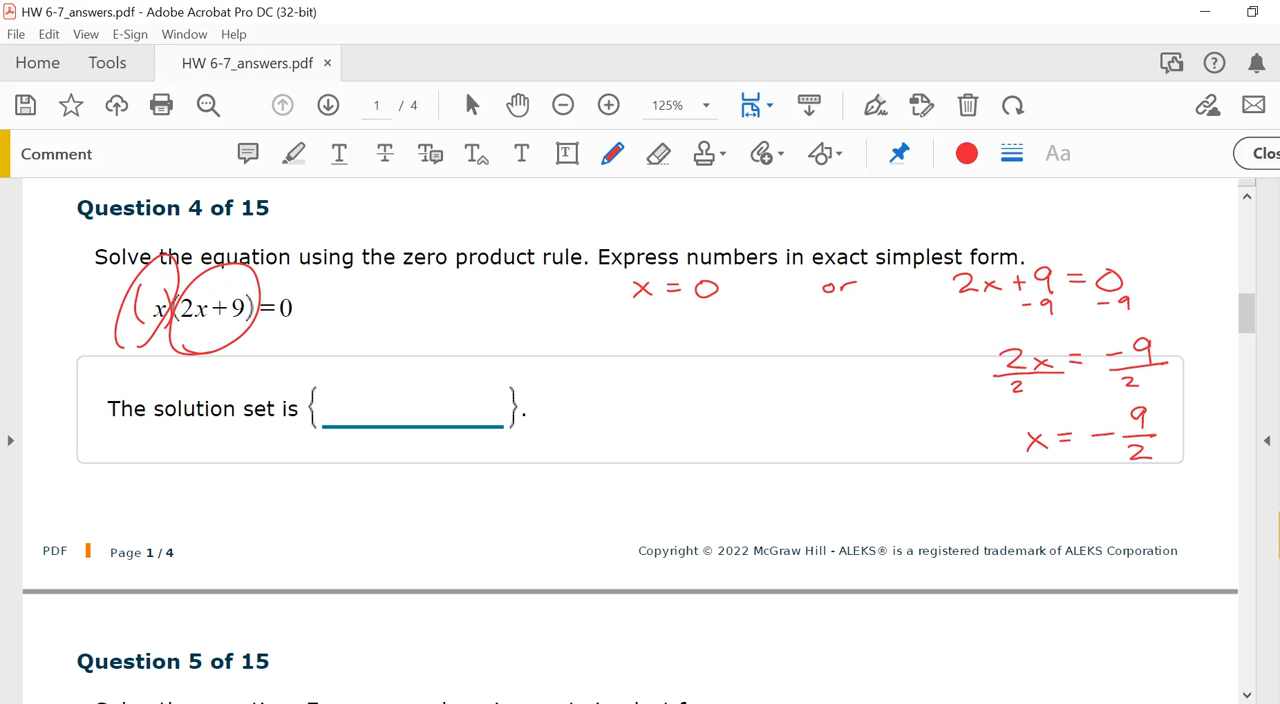 HW 6-7_answers.pdf - Adobe Acrobat Pro DC (32-bit)
File Edit View E-Sign Window Help
Home Tools HW 6-7_answers.pdf ×
1 / 4 125%
Comment T T T T T T Aa Clos
Question 4 of 15
Solve the equation using the zero product rule. Express numbers in exact simplest form.
x = 0 or 2x + 9 = 0
-9 -9
(x)(2x+9)=0
2x = -9
2 2
The solution set is { }.
x = - 9/2
PDF Page 1 / 4 Copyright © 2022 McGraw Hill - ALEKS® is a registered trademark of ALEKS Corporation
Question 5 of 15